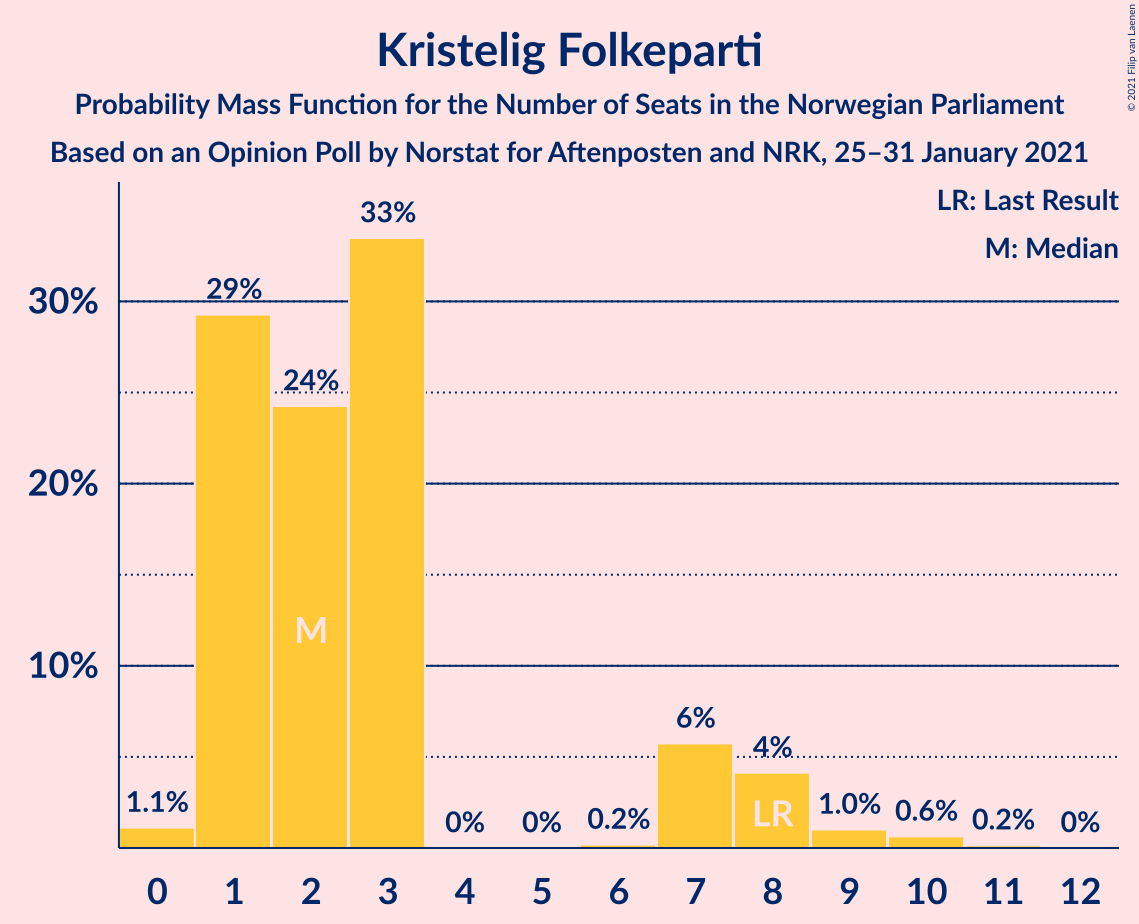 © 2021 Filip van Laenen
Kristelig Folkeparti
Probability Mass Function for the Number of Seats in the Norwegian Parliament
Based on an Opinion Poll by Norstat for Aftenposten and NRK, 25–31 January 2021
LR: Last Result
M: Median
33%
29%
24%
30%
20%
10%
M
6%
4%
LR
1.1%
0%
0%
0.2%
1.0%
0.6%
0.2%
0%
0 1 2 3 4 5 6 7 8 9 10 11 12